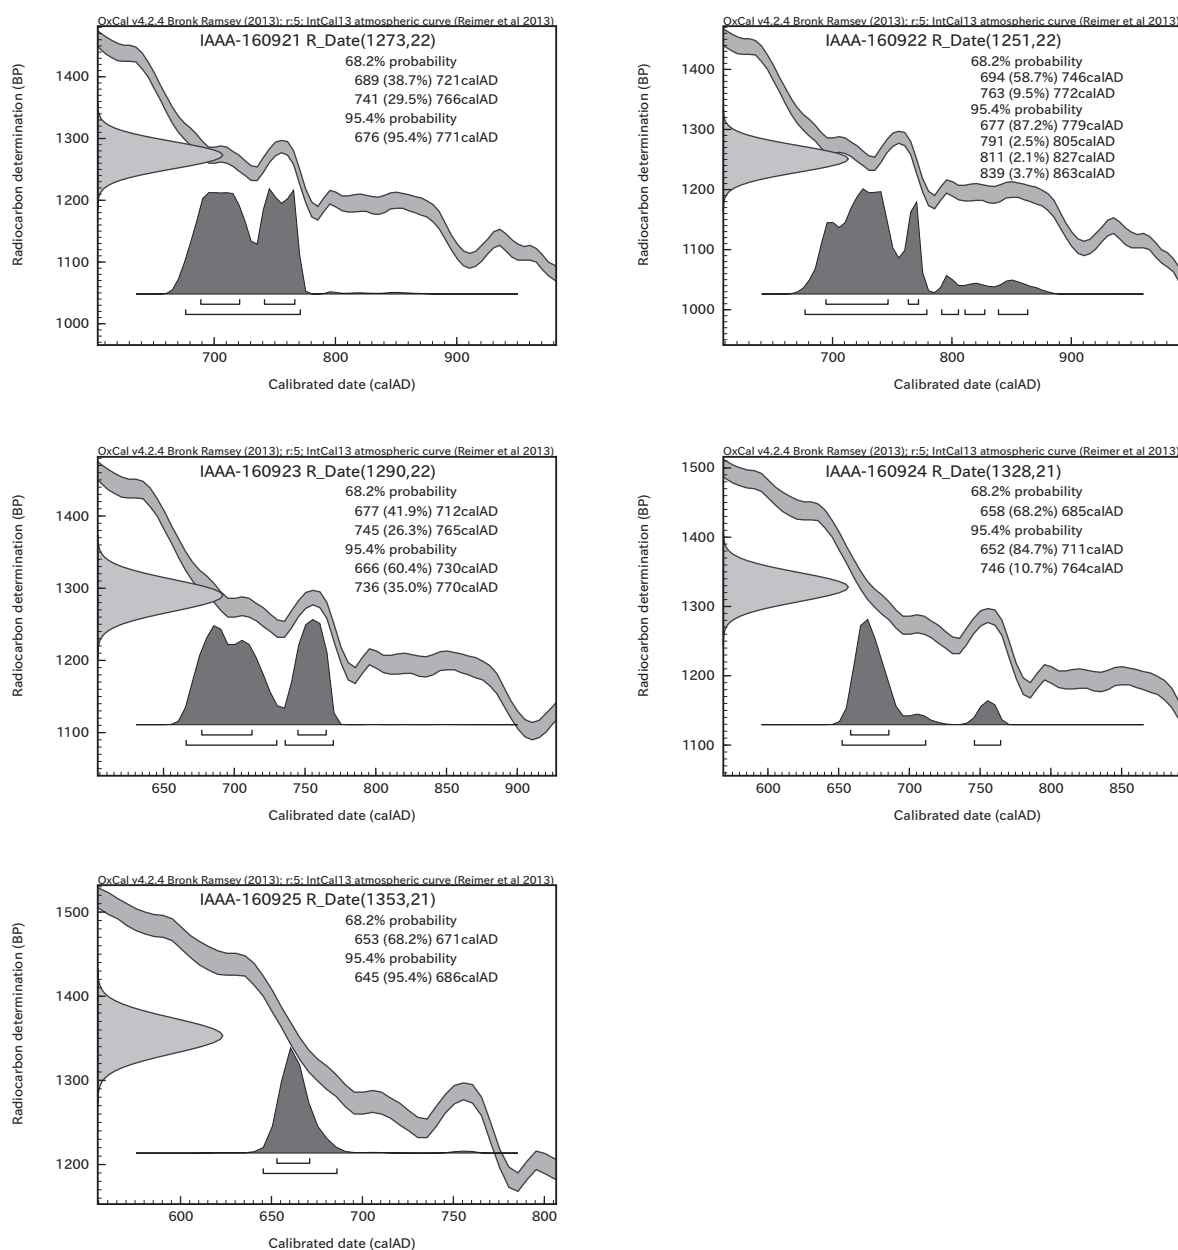 OxCal v4.2.4 Bronk Ramsey (2013); r:5; IntCal13 atmospheric curve (Reimer et al 2013)
IAAA-160921 R_Date(1273,22)
68.2% probability
689 (38.7%) 721calAD
741 (29.5%) 766calAD
95.4% probability
676 (95.4%) 771calAD
Radiocarbon determination (BP)
1400
1300
1200
1100
1000
700
800
900
Calibrated date (calAD)
OxCal v4.2.4 Bronk Ramsey (2013); r:5; IntCal13 atmospheric curve (Reimer et al 2013)
IAAA-160922 R_Date(1251,22)
68.2% probability
694 (58.7%) 746calAD
763 (9.5%) 772calAD
95.4% probability
677 (87.2%) 779calAD
791 (2.5%) 805calAD
811 (2.1%) 827calAD
839 (3.7%) 863calAD
Radiocarbon determination (BP)
1400
1300
1200
1100
1000
700
800
900
Calibrated date (calAD)
OxCal v4.2.4 Bronk Ramsey (2013); r:5; IntCal13 atmospheric curve (Reimer et al 2013)
IAAA-160923 R_Date(1290,22)
68.2% probability
677 (41.9%) 712calAD
745 (26.3%) 765calAD
95.4% probability
666 (60.4%) 730calAD
736 (35.0%) 770calAD
Radiocarbon determination (BP)
1400
1300
1200
1100
650
700
750
800
850
900
Calibrated date (calAD)
OxCal v4.2.4 Bronk Ramsey (2013); r:5; IntCal13 atmospheric curve (Reimer et al 2013)
IAAA-160924 R_Date(1328,21)
68.2% probability
658 (68.2%) 685calAD
95.4% probability
652 (84.7%) 711calAD
746 (10.7%) 764calAD
Radiocarbon determination (BP)
1500
1400
1300
1200
1100
600
650
700
750
800
850
Calibrated date (calAD)
OxCal v4.2.4 Bronk Ramsey (2013); r:5; IntCal13 atmospheric curve (Reimer et al 2013)
IAAA-160925 R_Date(1353,21)
68.2% probability
653 (68.2%) 671calAD
95.4% probability
645 (95.4%) 686calAD
Radiocarbon determination (BP)
1500
1400
1300
1200
600
650
700
750
800
Calibrated date (calAD)